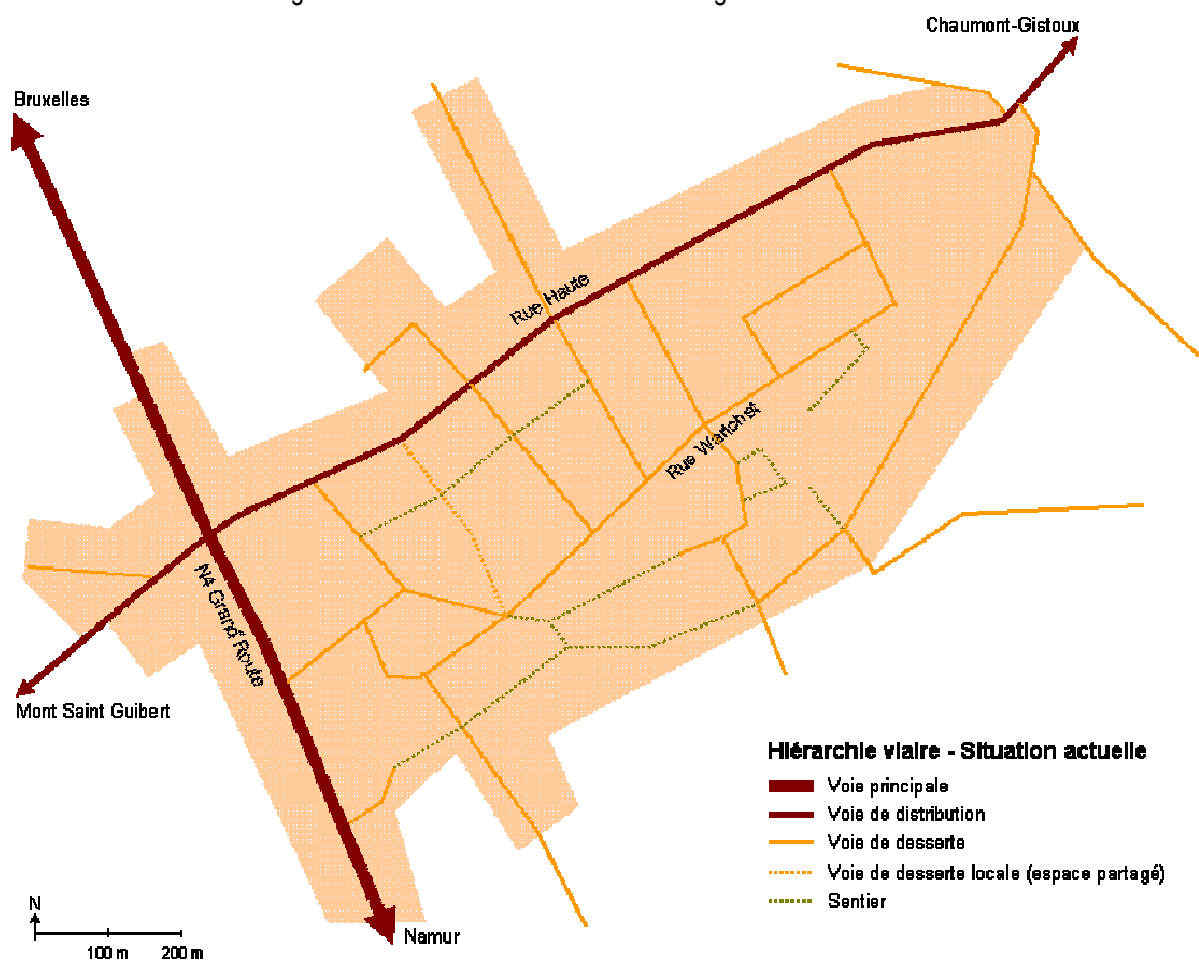 Chaumont-Gistoux
Bruxelles
Rue Haute
Rue Warichet
N4 Grand Route
Mont Saint Guibert
Hiérarchie viaire - Situation actuelle
Voie principale
Voie de distribution
Voie de desserte
Voie de desserte locale (espace partagé)
Sentier
N
100 m
200 m
Namur